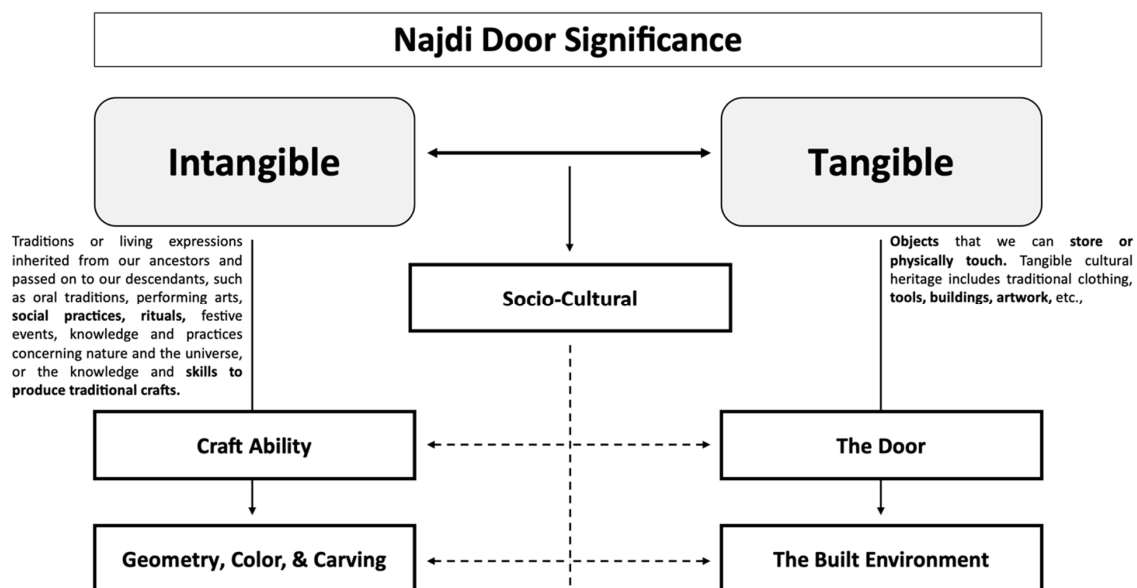 Najdi Door Significance
Intangible
Tangible
Traditions or living expressions
inherited from our ancestors and
passed on to our descendants, such
as oral traditions, performing arts,
social practices, rituals, festive
events, knowledge and practices
concerning nature and the universe,
or the knowledge and skills to
produce traditional crafts.
Objects that we can store or
physically touch. Tangible cultural
heritage includes traditional clothing,
tools, buildings, artwork, etc.,
Socio-Cultural
Craft Ability
The Door
Geometry, Color, & Carving
The Built Environment